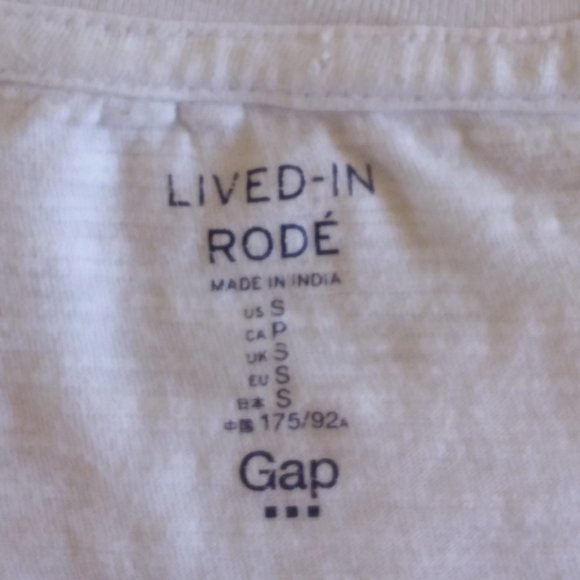 LIVED-IN
RODÉ
MADE IN INDIA
US S
CA P
UK S
EU S
日本 S
中国 175/92A
Gap